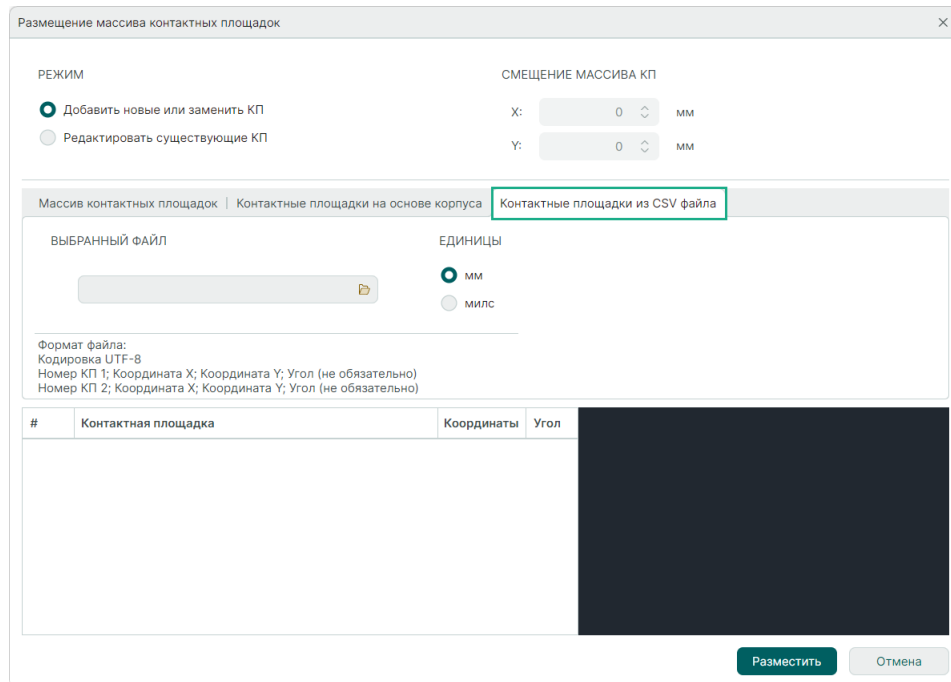 Размещение массива контактных площадок
РЕЖИМ
Добавить новые или заменить КП
Редактировать существующие КП
СМЕЩЕНИЕ МАССИВА КП
X: 0 мм
Y: 0 мм
Массив контактных площадок | Контактные площадки на основе корпуса | Контактные площадки из CSV файла
ВЫБРАННЫЙ ФАЙЛ
ЕДИНИЦЫ
мм
милс
Формат файла:
Кодировка UTF-8
Номер КП 1; Координата X; Координата Y; Угол (не обязательно)
Номер КП 2; Координата X; Координата Y; Угол (не обязательно)
# Контактная площадка Координаты Угол
Разместить Отмена